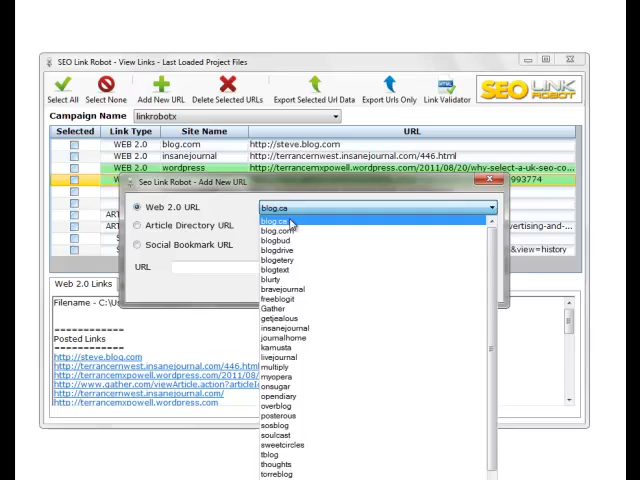 SEO Link Robot - View Links - Last Loaded Project Files
Select All
Select None
Add New URL
Delete Selected URLs
Export Selected Url Data
Export Urls Only
Link Validator
SEO LINK ROBOT
Campaign Name linkrobotx
Selected Link Type Site Name URL
WEB 2.0 blog.com http://steve.blog.com
WEB 2.0 insanejournal http://terrancernwest.insanejournal.com/446.html
WEB 2.0 wordpress http://terrancemxpowell.wordpress.com/2011/08/20/why-select-a-uk-seo-co...
993774
SEO Link Robot - Add New URL
Web 2.0 URL
blog.ca
Article Directory URL
Social Bookmark URL
URL
blog.ca
blog.com
blogbud
blogdrive
blogetery
blogtext
blurty
bravejournal
freeblogit
Gather
getjealous
insanejournal
journalhome
kamusta
livejournal
multiply
myopera
onsugar
opendiary
overblog
posterous
sosblog
soulcast
sweetcircles
tblog
thoughts
torreblog
ertising-and-...
&view=history
Web 2.0 Links
Filename - C:\U
============
Posted Links
============
http://steve.blog.com
http://terrancernwest.insanejournal.com/446.html
http://terrancemxpowell.wordpress.com/2011/08/
http://www.gather.com/viewArticle.action?articleI
http://terrancernwest.insanejournal.com/
http://terrancemxpowell.wordpress.com